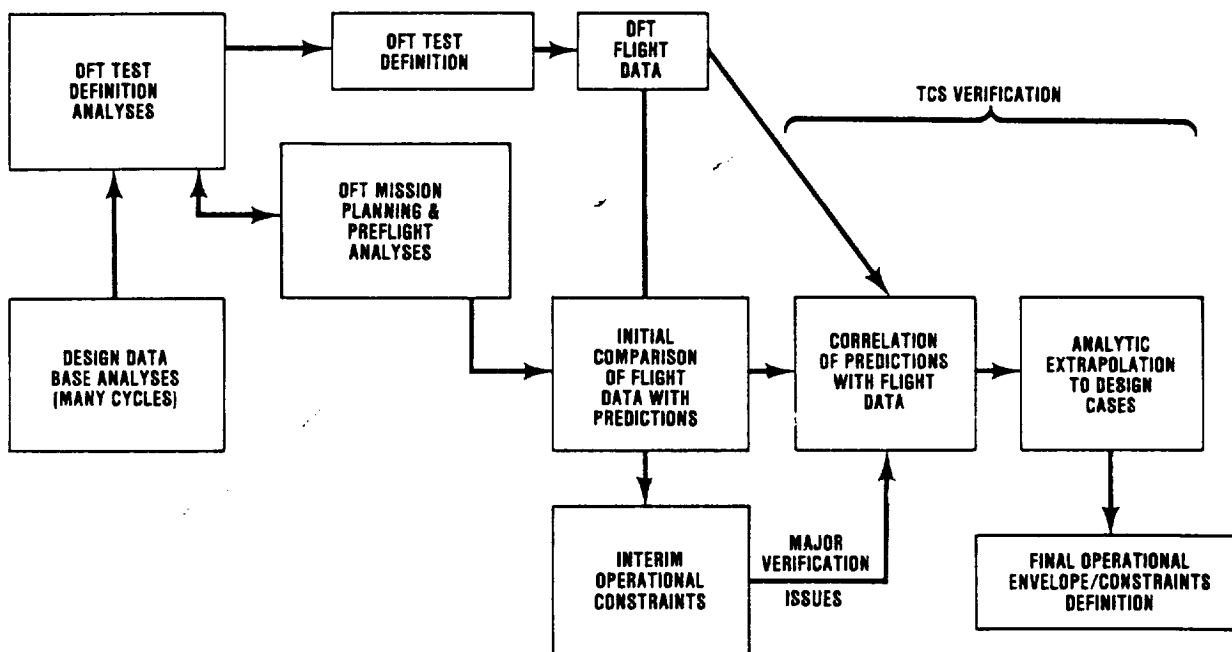 OFT TEST
DEFINITION
ANALYSES
OFT TEST
DEFINITION
OFT
FLIGHT
DATA
TCS VERIFICATION
OFT MISSION
PLANNING &
PREFLIGHT
ANALYSES
DESIGN DATA
BASE ANALYSES
(MANY CYCLES)
INITIAL
COMPARISON
OF FLIGHT
DATA WITH
PREDICTIONS
CORRELATION
OF PREDICTIONS
WITH FLIGHT
DATA
ANALYTIC
EXTRAPOLATION
TO DESIGN
CASES
INTERIM
OPERATIONAL
CONSTRAINTS
MAJOR
VERIFICATION
ISSUES
FINAL OPERATIONAL
ENVELOPE/CONSTRAINTS
DEFINITION